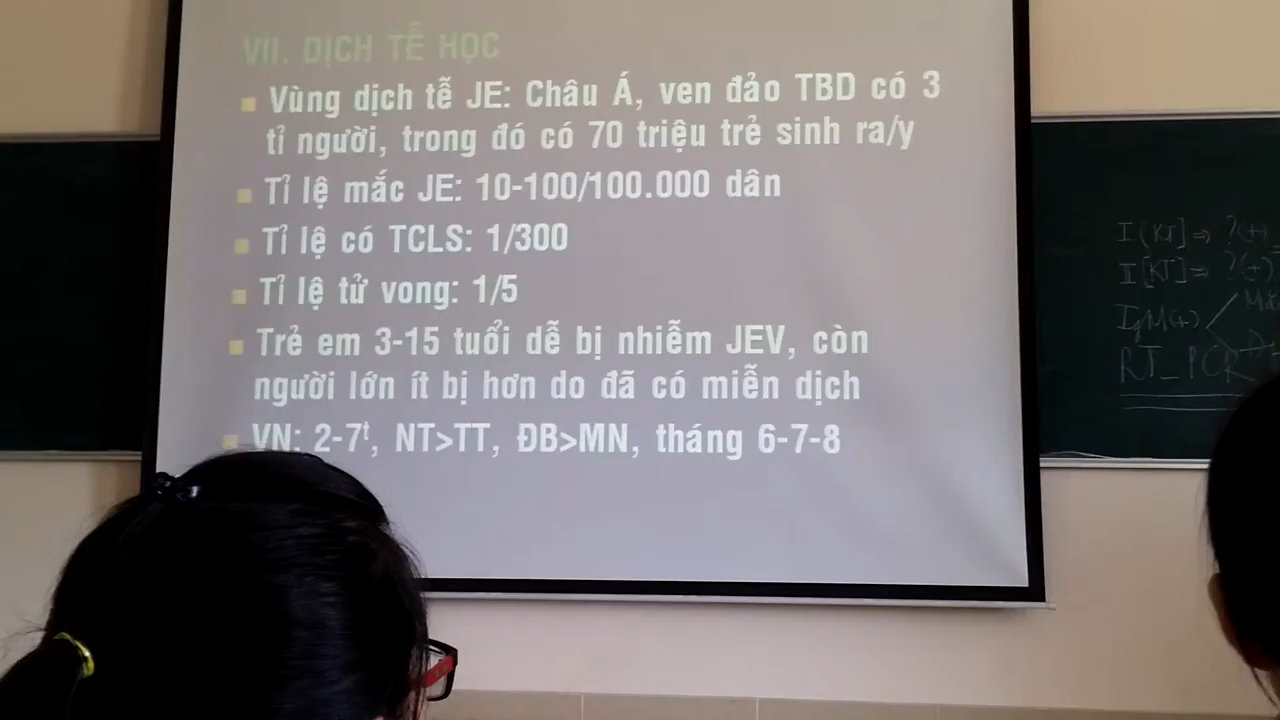 VII. DỊCH TỄ HỌC
Vùng dịch tễ JE: Châu Á, ven đảo TBD có 3
tỉ người, trong đó có 70 triệu trẻ sinh ra/y
Tỉ lệ mắc JE: 10-100/100.000 dân
Tỉ lệ có TCLS: 1/300
Tỉ lệ tử vong: 1/5
Trẻ em 3-15 tuổi dễ bị nhiễm JEV, còn
người lớn ít bị hơn do đã có miễn dịch
VN: 2-7t, NT>TT, ĐB>MN, tháng 6-7-8
I [KT] => ? (+)
I [KT] => ? (+)
IgM(+)
RT_PCR